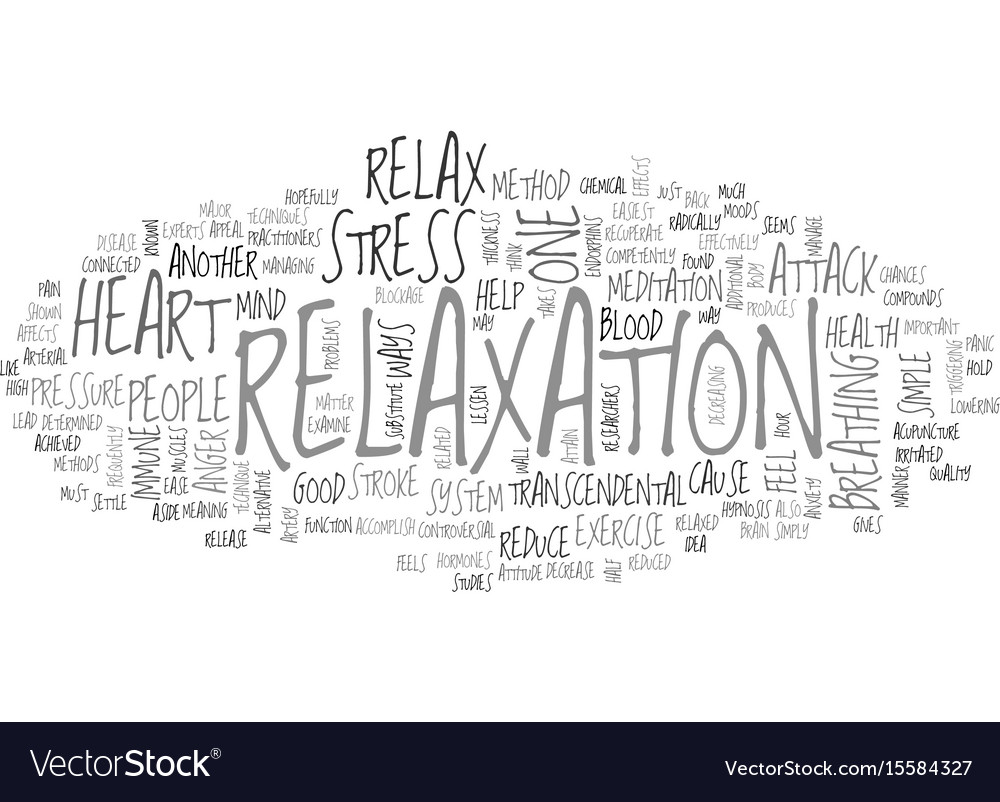 RELAX
METHOD
CHEMICAL
EFFECTS
JUST
BACK
MUCH
HOPEFULLY
MAJOR
TECHNIQUES
STRESS
THICKNESS
ONE
ENDORPHIN
EASIEST
RADICALLY
MOODS
KNOWN
EXPERTS
APPEAL
PRACTITIONERS
THINK
RECUPERATE
EFFECTIVELY
SEEMS
MANAGE
DISEASE
CONNECTED
ANOTHER
MANAGING
COMPETENTLY
FOUND
ADDITIONAL
BODY
ATTACK
CHANCES
PAIN
HEART
MIND
BLOCKAGE
HELP
TAKES
MEDITATION
COMPOUNDS
SHOWN
AFFECTS
PROBLEMS
MAY
BLOOD
WAY
PRODUCES
HEALTH
IMPORTANT
ARTERIAL
RELAXATION
WAYS
SUBSTITUTE
LESSEN
DECREASING
BREATHING
SIMPLE
TRIGGERING
PANIC
HOLD
LIKE
HIGH
PRESSURE
PEOPLE
MATTER
EXAMINE
RESEARCHERS
LOWERING
LEAD
DETERMINED
ACHIEVED
FREQUENTLY
IMMUNE
MUSCLES
ANGER
RELATED
WALL
ATTAIN
HOUR
ACUPUNCTURE
METHODS
EASE
TECHNIQUE
ALTERNATIVE
GOOD
STROKE
SYSTEM
TRANSCENDENTAL
CAUSE
FEEL
ANXIETY
MANNER
IRRITATED
QUALITY
MUST
SETTLE
ASIDE
MEANING
ARTERY
FUNCTION
ACCOMPLISH
CONTROVERSIAL
REDUCE
EXERCISE
RELAXED
HYPNOSIS
ALSO
GIVES
RELEASE
IDEA
BRAIN
SIMPLY
FEELS
HORMONES
STUDIES
ATTITUDE
DECREASE
HALF
REDUCED
VectorStock®
VectorStock.com/15584327